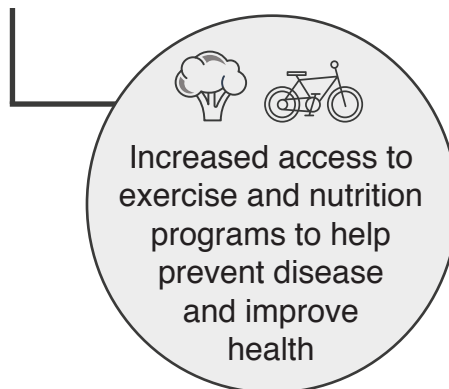 Increased access to
exercise and nutrition
programs to help
prevent disease
and improve
health